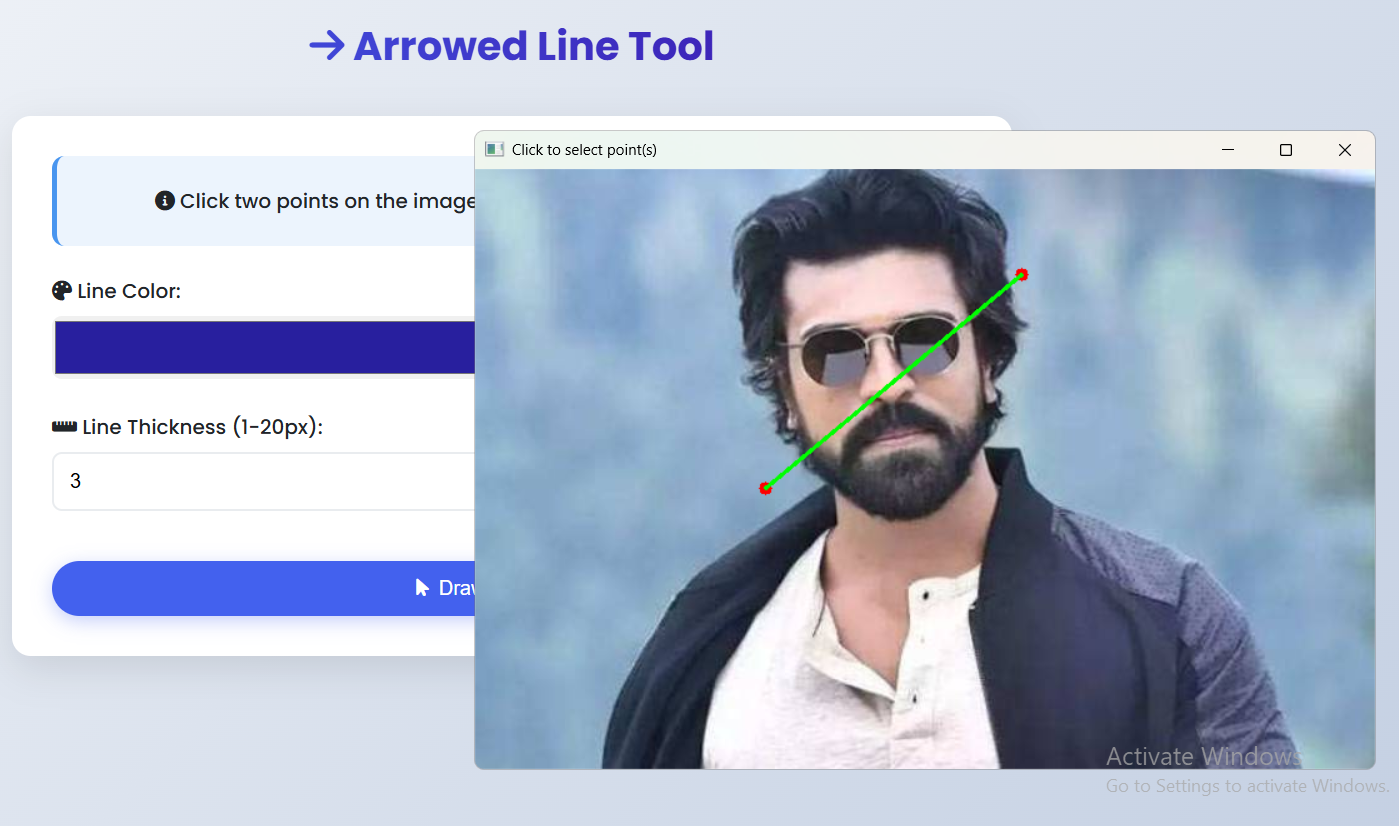 Arrowed Line Tool
Click to select point(s)
Click two points on the image
Line Color:
Line Thickness (1-20px):
3
Activate Windows
Go to Settings to activate Windows.